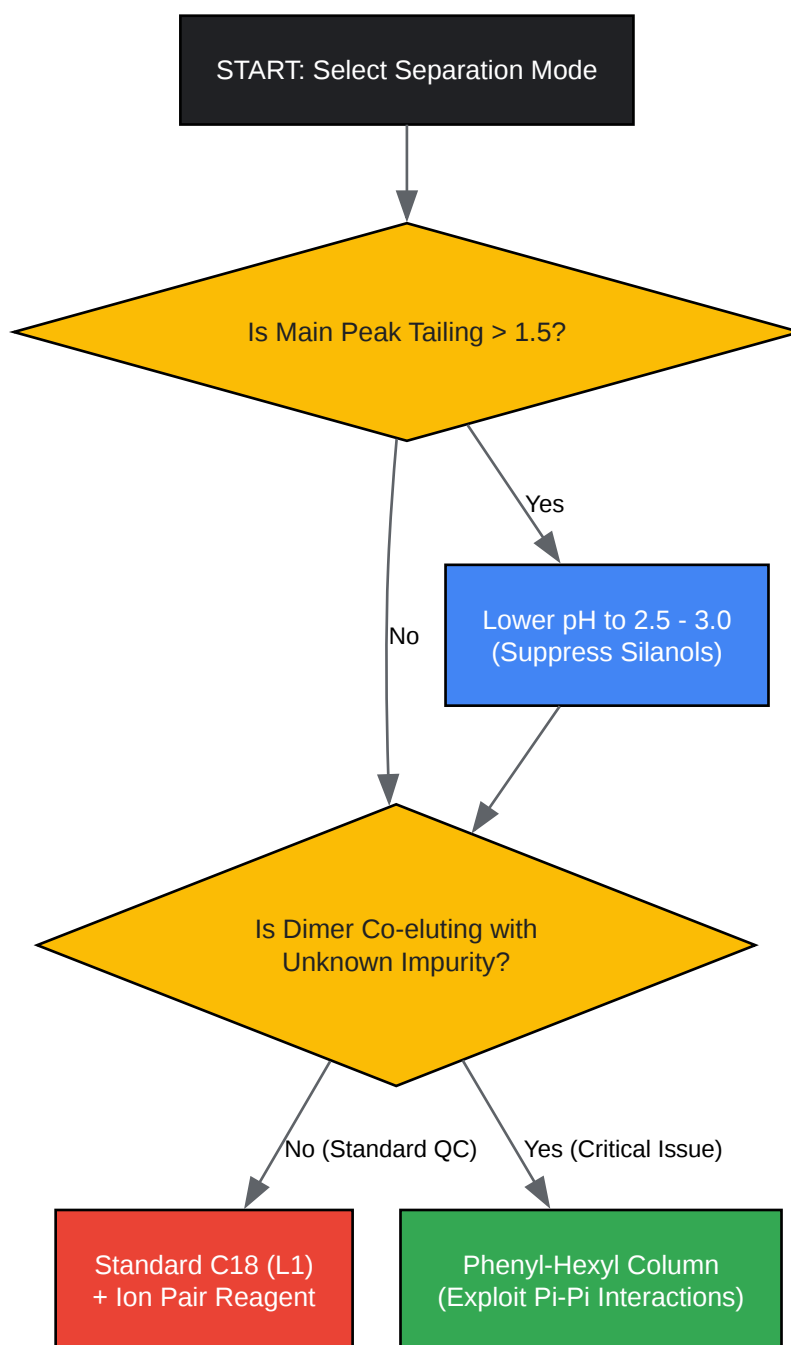 START: Select Separation Mode
Is Main Peak Tailing > 1.5?
Yes
Lower pH to 2.5 - 3.0
(Suppress Silanols)
No
Is Dimer Co-eluting with
Unknown Impurity?
No (Standard QC)
Yes (Critical Issue)
Standard C18 (L1)
+ Ion Pair Reagent
Phenyl-Hexyl Column
(Exploit Pi-Pi Interactions)